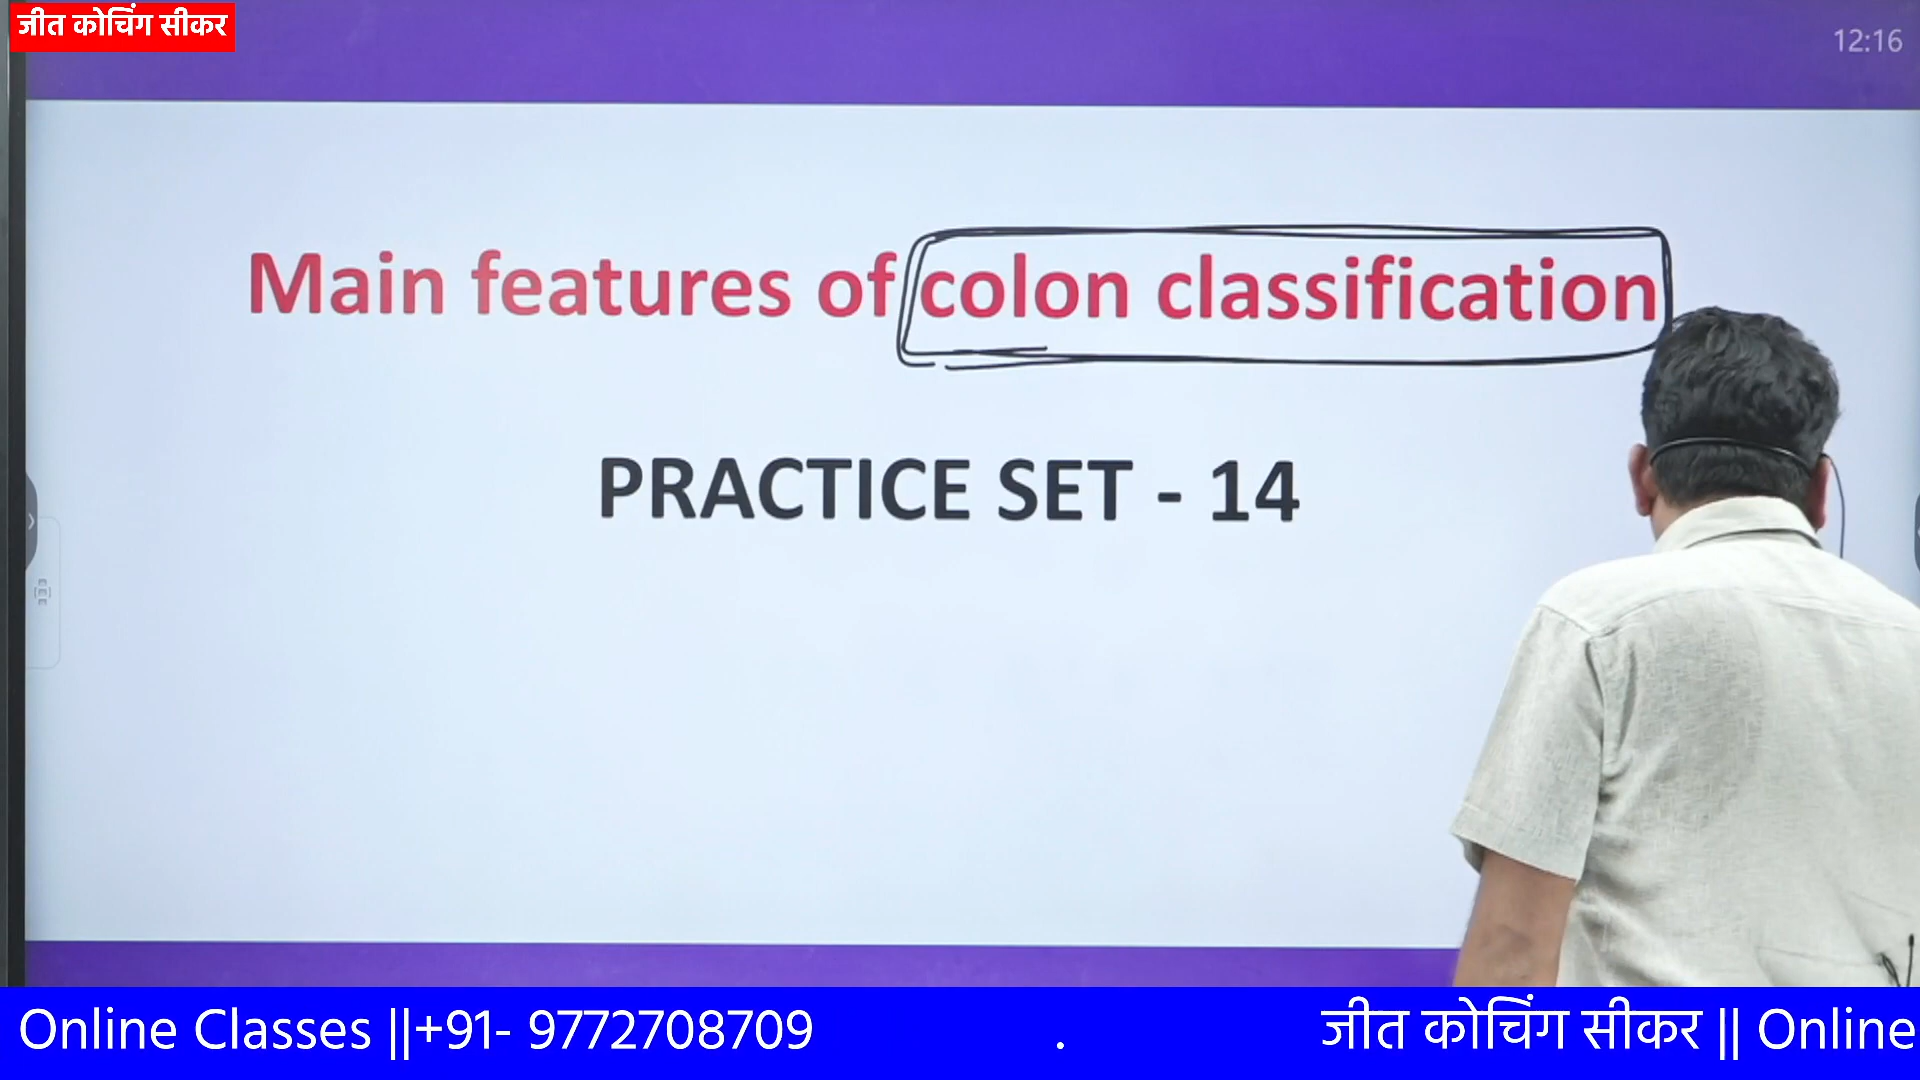 जीत कोचिंग सीकर
12:16
Main features of colon classification
PRACTICE SET - 14
Online Classes ||+91- 9772708709 . जीत कोचिंग सीकर || Online